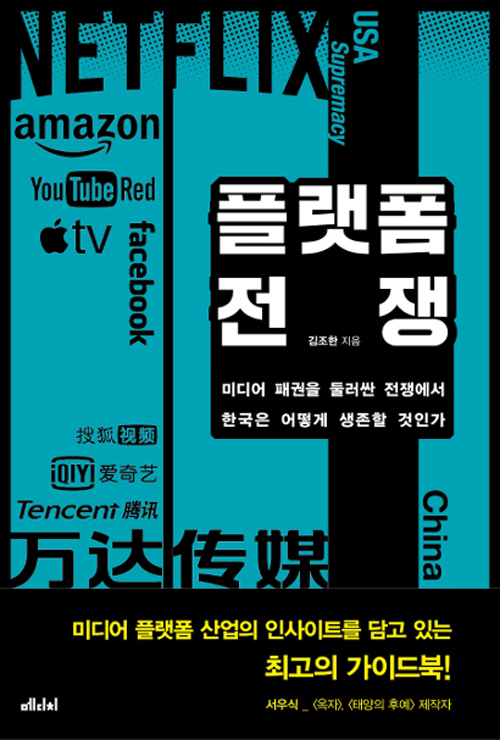 NETFLIX
USA
Supremacy
amazon
YouTube Red
tv
facebook
플랫폼
전쟁
김조한 지음
미디어 패권을 둘러싼 전쟁에서
한국은 어떻게 생존할 것인가
搜狐视频
iQIYI 爱奇艺
Tencent 腾讯
China
万达传媒
미디어 플랫폼 산업의 인사이트를 담고 있는
최고의 가이드북!
서우식 _ 〈옥자〉, 〈태양의 후예〉 제작자
메디치